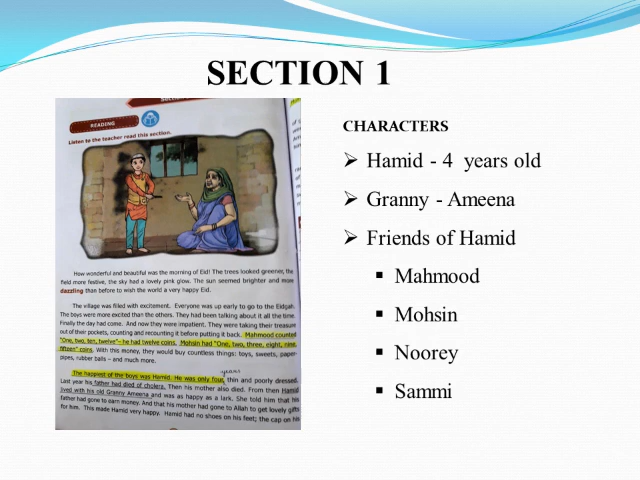 SECTION 1
Section
READING
Listen to the teacher read this section.
How wonderful and beautiful was the morning of Eid! The trees looked greener, the
field more festive, the sky had a lovely pink glow. The sun seemed brighter and more
dazzling than before to wish the world a very happy Eid.
The village was filled with excitement. Everyone was up early to go to the Eidgah.
The boys were more excited than the others. They had been talking about it all the time.
Finally the day had come. And now they were impatient. They were taking their treasure
out of their pockets, counting and recounting it before putting it back. Mahmood counted
"One, two, ten, twelve"– he had twelve coins. Mohsin had "One, two, three, eight, nine,
fifteen" coins. With this money, they would buy countless things: toys, sweets, paper-
pipes, rubber balls – and much more.
years
The happiest of the boys was Hamid. He was only four, thin and poorly dressed.
Last year his father had died of cholera. Then his mother also died. From then Hamid
lived with his old Granny Ameena and was as happy as a lark. She told him that his
father had gone to earn money. And that his mother had gone to Allah to get lovely gifts
for him. This made Hamid very happy. Hamid had no shoes on his feet; the cap on his
CHARACTERS
Hamid - 4 years old
Granny - Ameena
Friends of Hamid
Mahmood
Mohsin
Noorey
Sammi